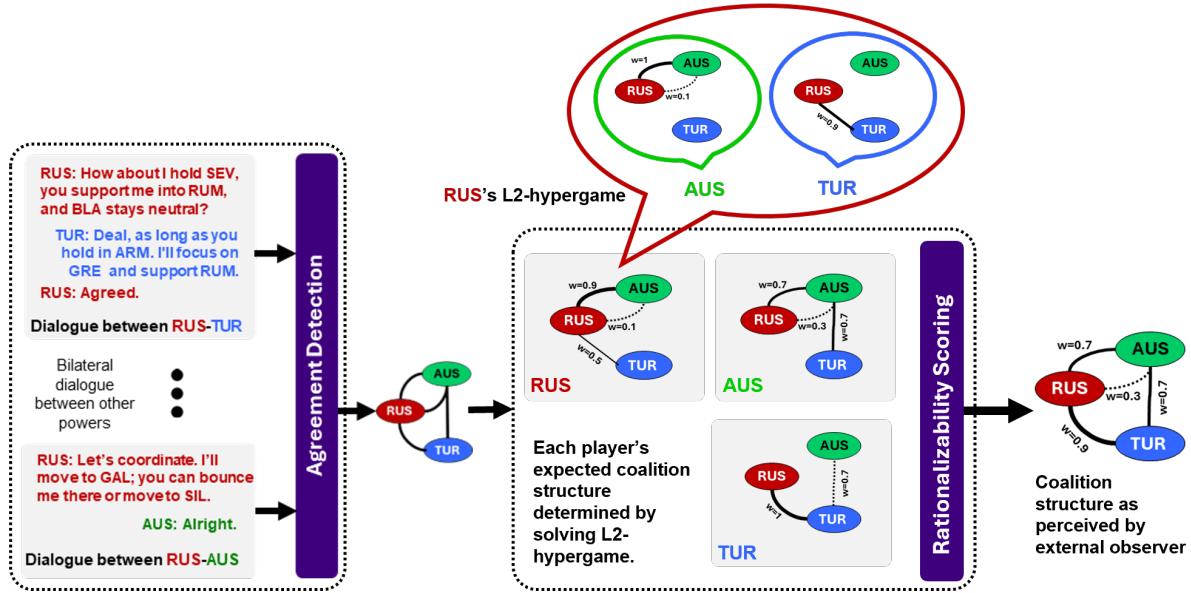 RUS: How about I hold SEV,
you support me into RUM,
and BLA stays neutral?
TUR: Deal, as long as you
hold in ARM. I'll focus on
GRE and support RUM.
RUS: Agreed.
Dialogue between RUS-TUR
Bilateral
dialogue
between other
powers
RUS: Let's coordinate. I'll
move to GAL; you can bounce
me there or move to SIL.
AUS: Alright.
Dialogue between RUS-AUS
Agreement Detection
AUS
RUS
TUR
RUS's L2-hypergame
w=1
AUS
RUS
w=0.1
TUR
AUS
AUS
RUS
w=0.9
TUR
TUR
w=0.9
AUS
RUS
w=0.1
w=0.5
TUR
RUS
w=0.7
AUS
RUS
w=0.3
w=0.7
TUR
AUS
Each player's
expected coalition
structure
determined by
solving L2-
hypergame.
AUS
RUS
w=0.7
w=1
TUR
TUR
Rationalizability Scoring
w=0.7
AUS
RUS
w=0.3
w=0.7
w=0.9
TUR
Coalition
structure as
perceived by
external observer